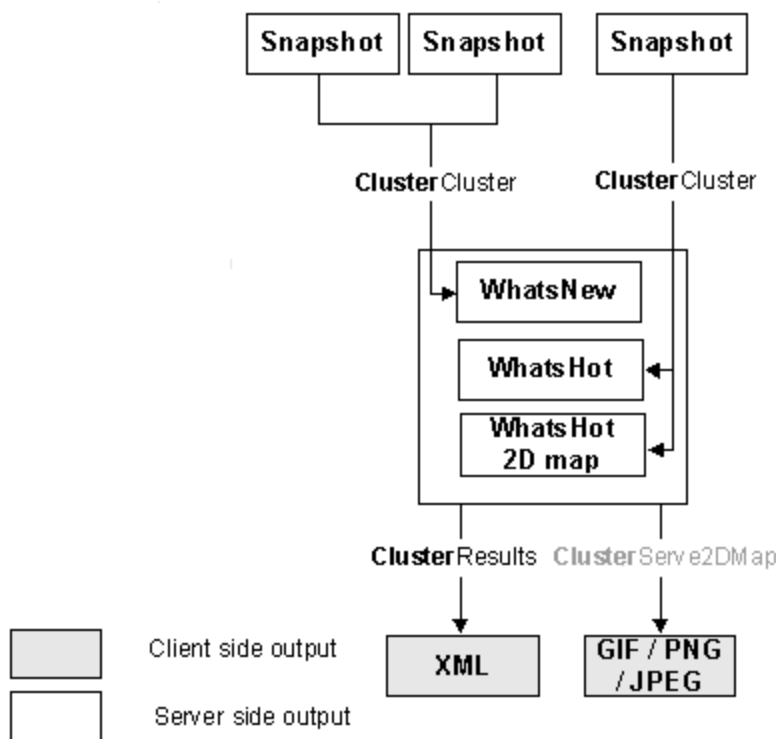 Snapshot Snapshot Snapshot
ClusterCluster ClusterCluster
WhatsNew
WhatsHot
WhatsHot
2D map
ClusterResults ClusterServe2DMap
Client side output
XML
GIF / PNG
/ JPEG
Server side output